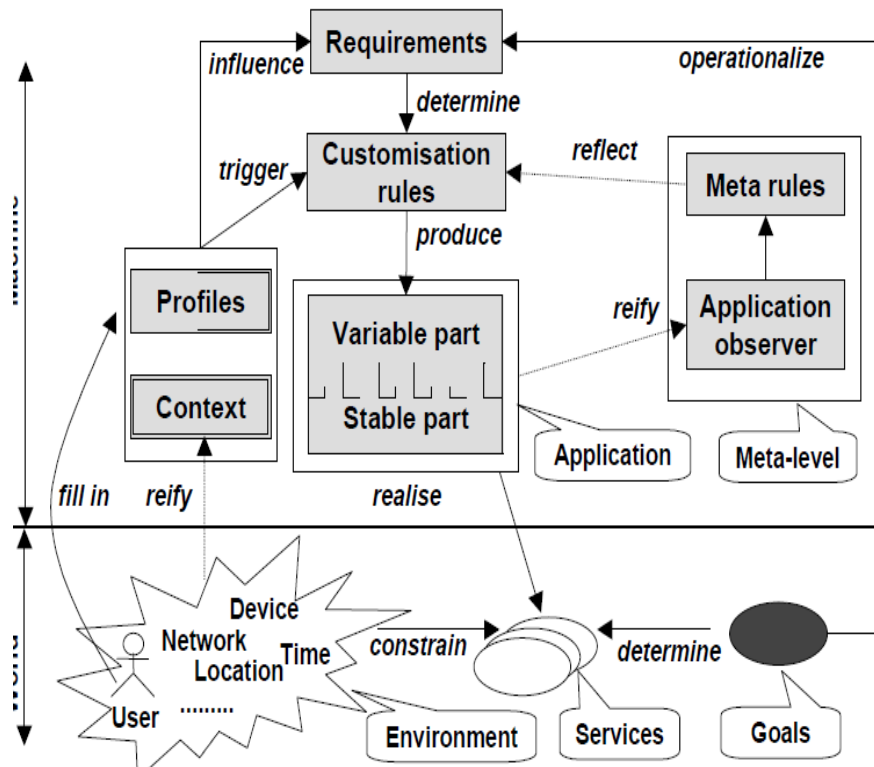 Requirements
influence
operationalize
determine
Customisation
rules
trigger
reflect
Meta rules
produce
Profiles
Variable part
reify
Application
observer
Context
Stable part
Application
Meta-level
fill in
reify
realise
Device
Network
Location
Time
User
.........
constrain
determine
Environment
Services
Goals